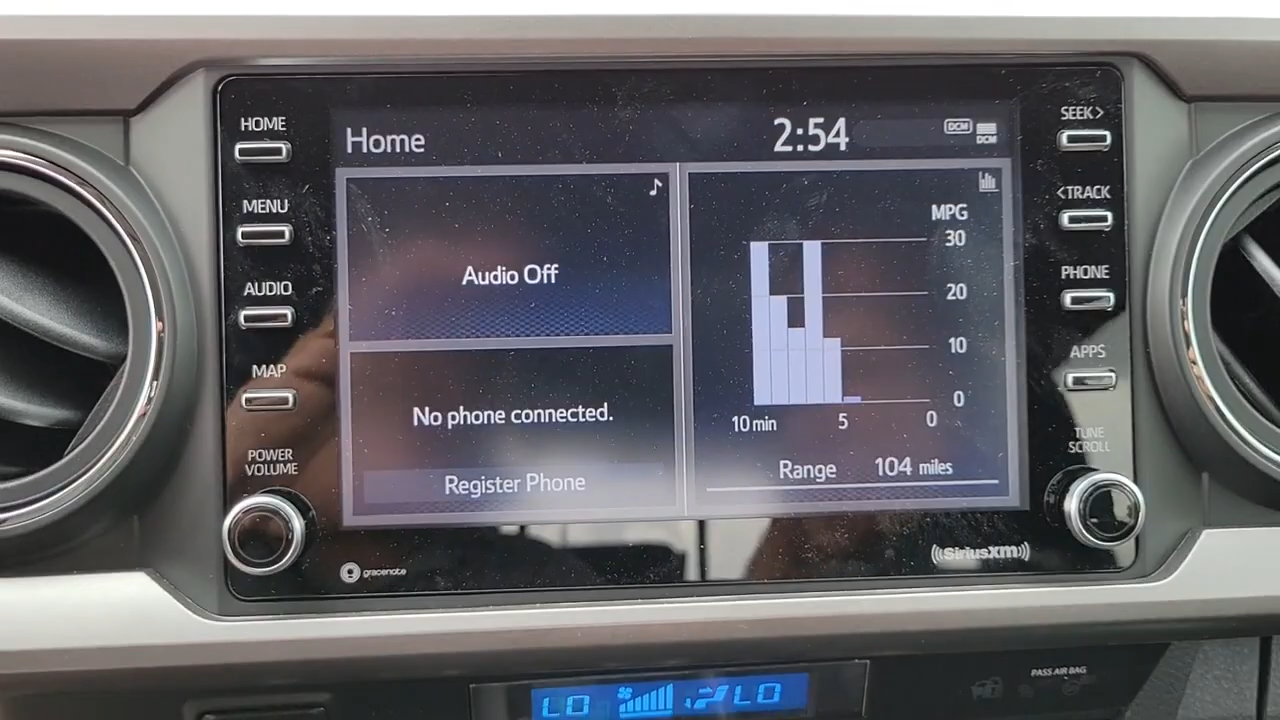 HOME
MENU
AUDIO
MAP
POWER
VOLUME
Home
2:54
DCM
DCM
Audio Off
No phone connected.
Register Phone
MPG
30
20
10
0
10 min
5
0
Range 104 miles
SEEK>
<TRACK
PHONE
APPS
TUNE
SCROLL
gracenote
((SiriusXM))
LO
LO
PASS AIR BAG